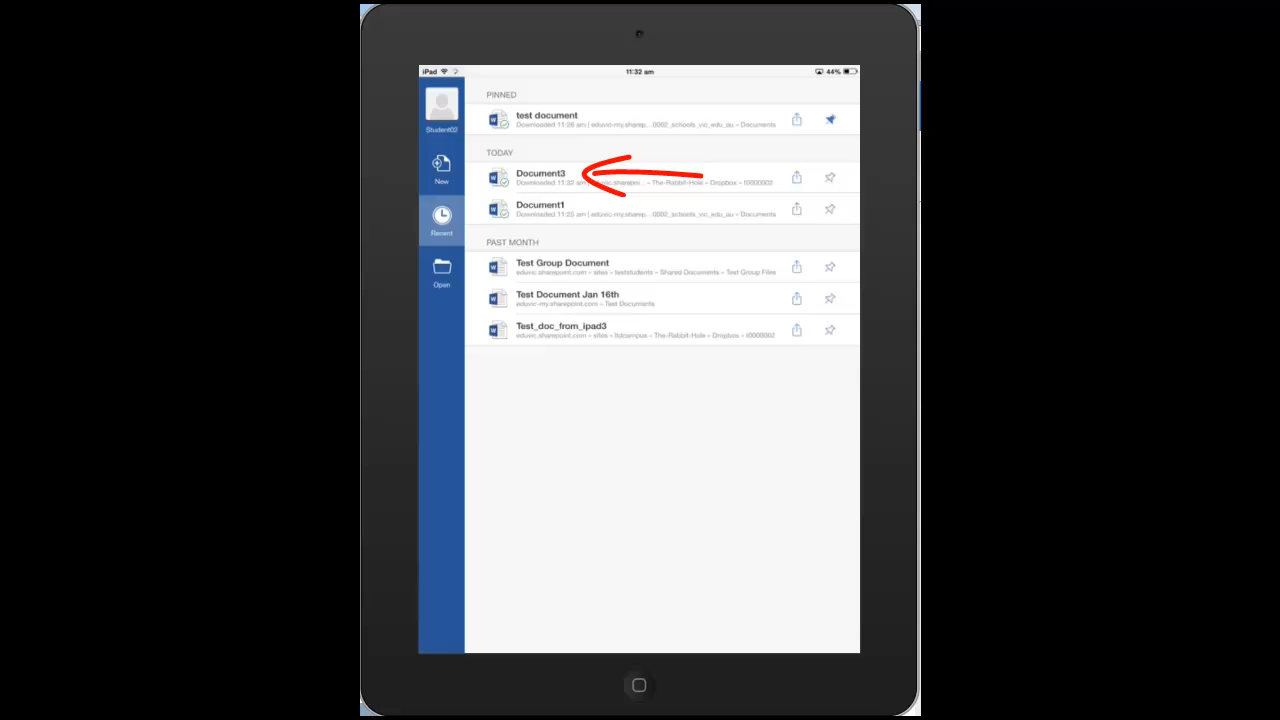 iPad 11:32 am 44%
Student02
New
Recent
Open
PINNED
test document
Downloaded 11:26 am | eduvic-my.sharep... 0002_schools_vic_edu_au » Documents
TODAY
Document3
Downloaded 11:32 am sharepoi... » The-Rabbit-Hole » Dropbox »
Document1
Downloaded 11:25 am | eduvic-my.sharep... 0002_schools_vic_edu_au » Documents
PAST MONTH
Test Group Document
eduvic.sharepoint.com » sites » teststudents » Shared Documents » Test Group Files
Test Document Jan 16th
eduvic-my.sharepoint.com » Test Documents
Test_doc_from_ipad3
eduvic.sharepoint.com » sites » » The-Rabbit-Hole » Dropbox »